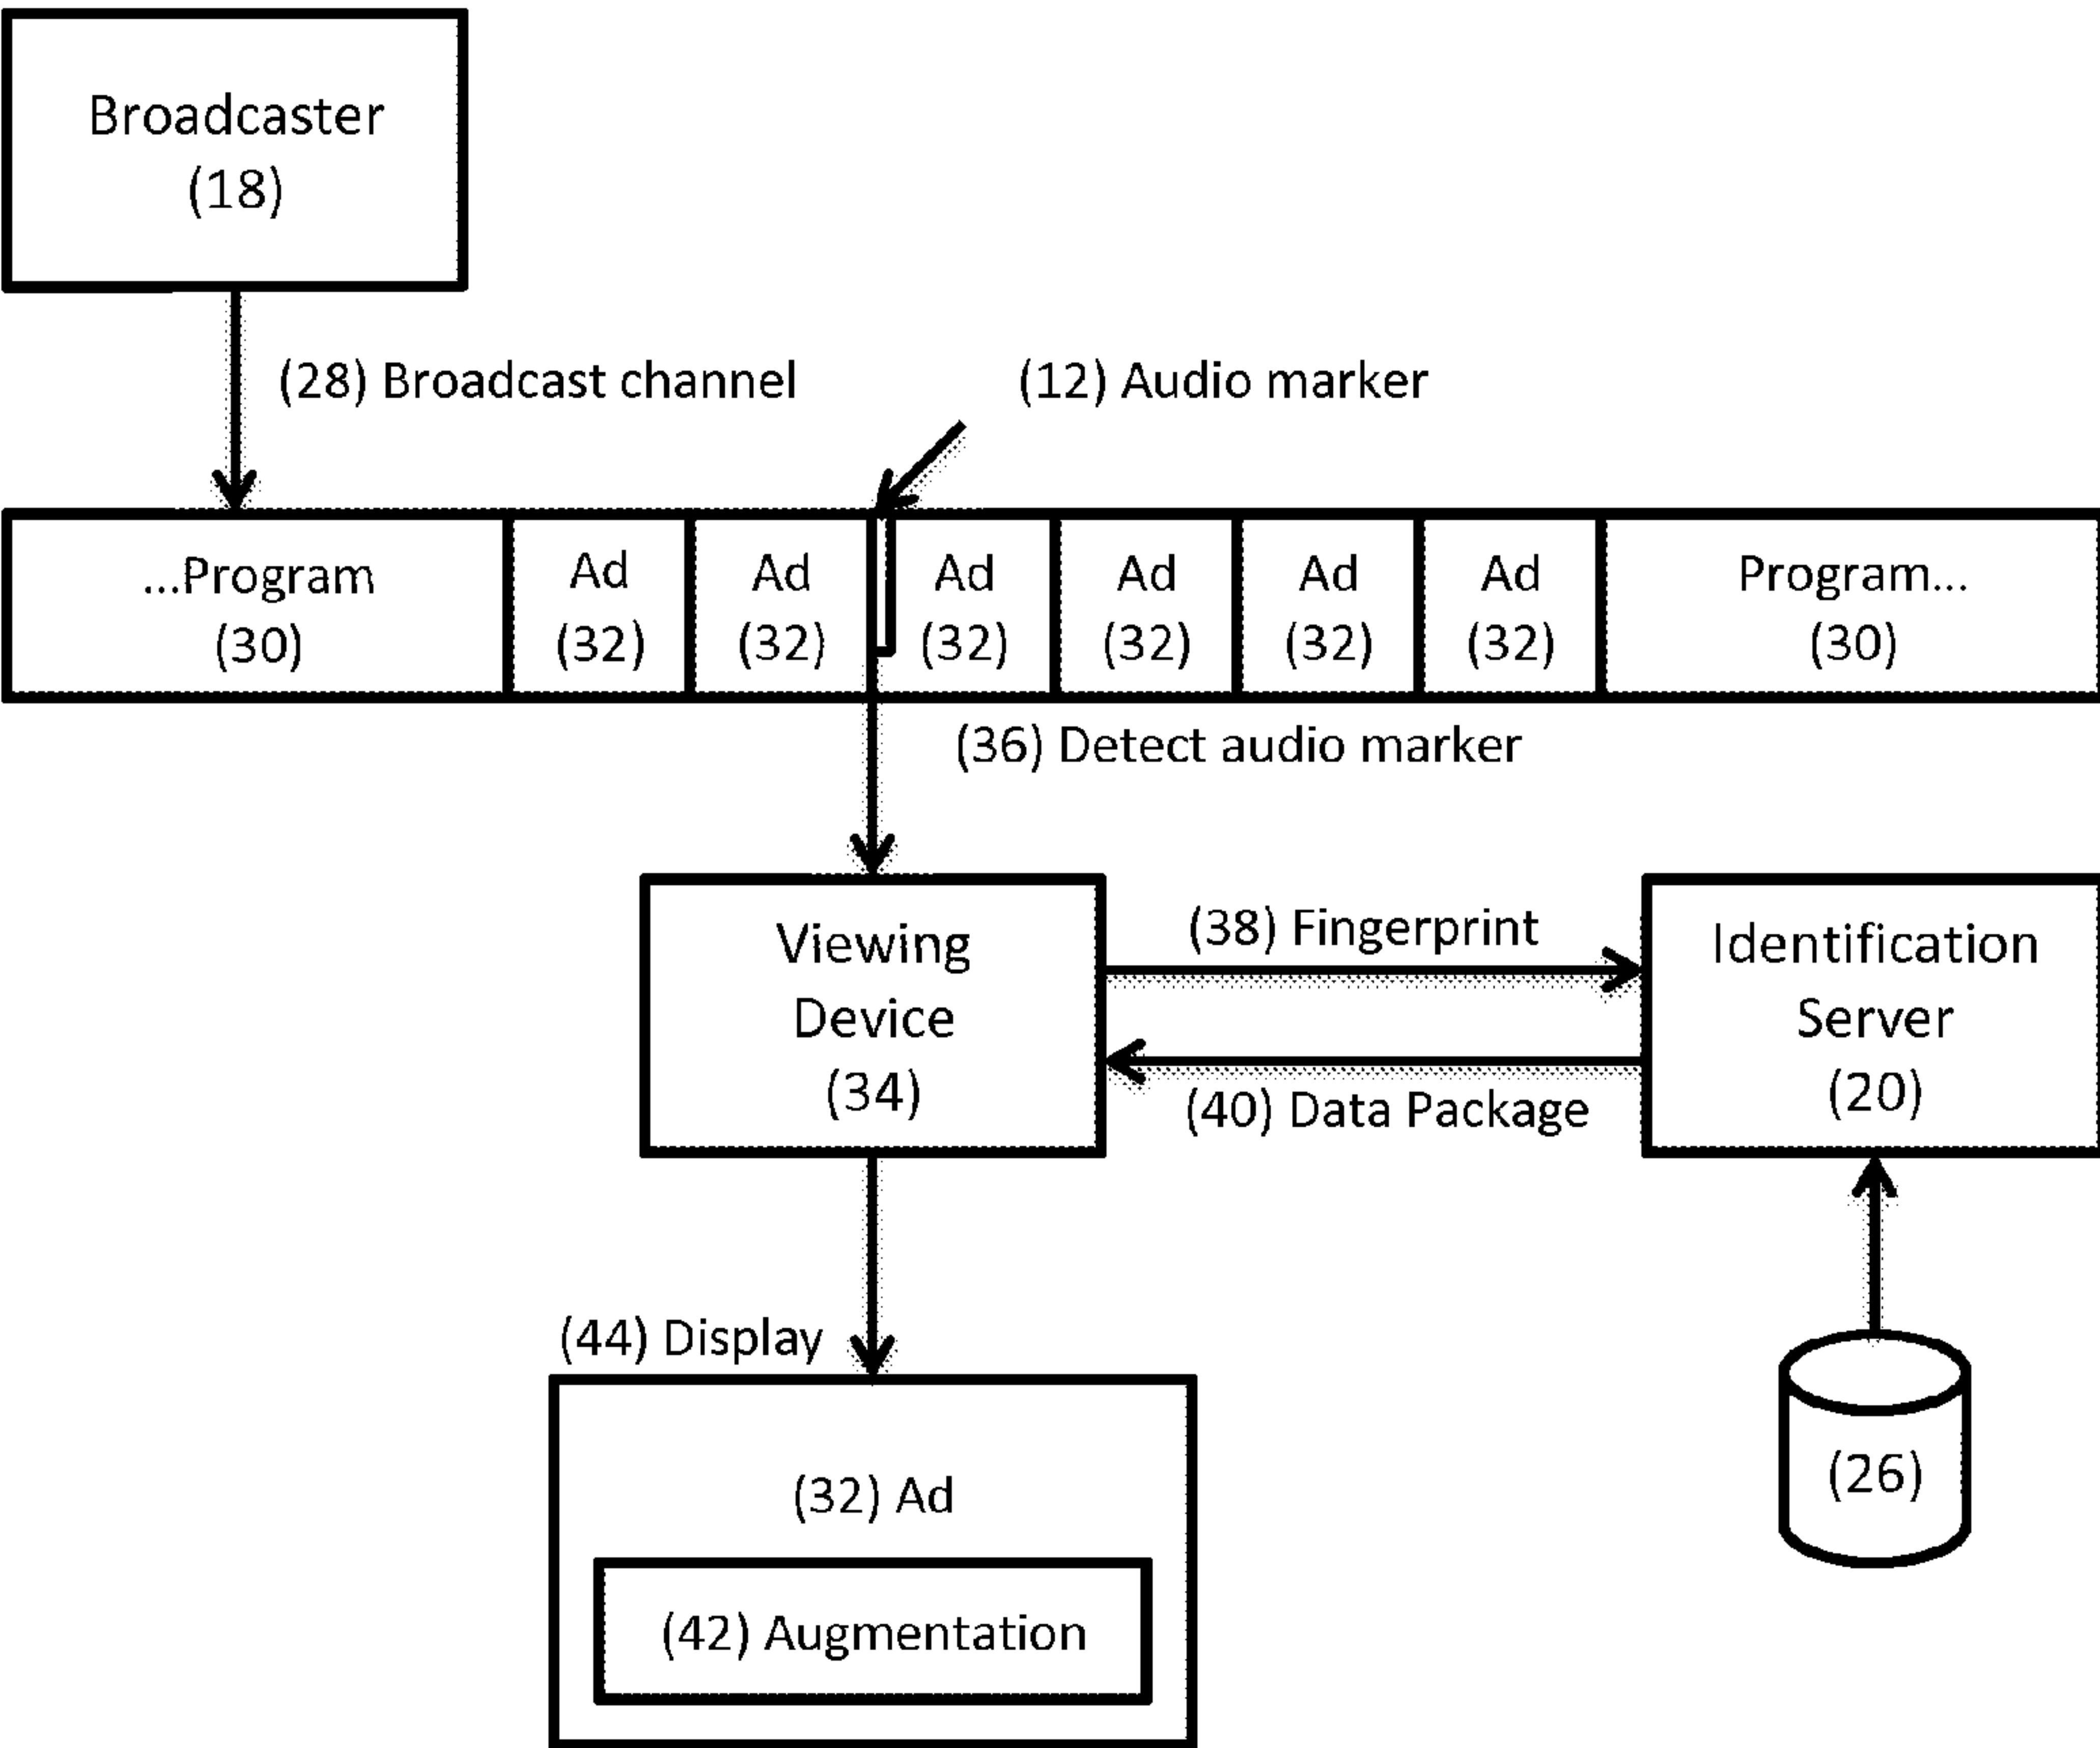 Broadcaster
(18)
(28) Broadcast channel
(12) Audio marker
...Program
(30)
Ad
(32)
Ad
(32)
Ad
(32)
Ad
(32)
Ad
(32)
Ad
(32)
Program...
(30)
(36) Detect audio marker
Viewing
Device
(34)
(38) Fingerprint
(40) Data Package
Identification
Server
(20)
(44) Display
(32) Ad
(42) Augmentation
(26)